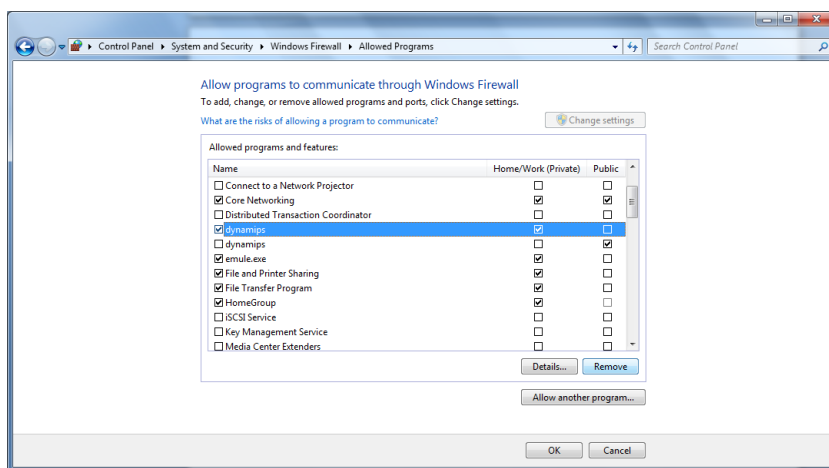 Control Panel ▸ System and Security ▸ Windows Firewall ▸ Allowed Programs Search Control Panel
Allow programs to communicate through Windows Firewall
To add, change, or remove allowed programs and ports, click Change settings.
What are the risks of allowing a program to communicate? Change settings
Allowed programs and features:
Name Home/Work (Private) Public
Connect to a Network Projector
Core Networking
Distributed Transaction Coordinator
dynamips
dynamips
emule.exe
File and Printer Sharing
File Transfer Program
HomeGroup
iSCSI Service
Key Management Service
Media Center Extenders
Details... Remove
Allow another program...
OK Cancel